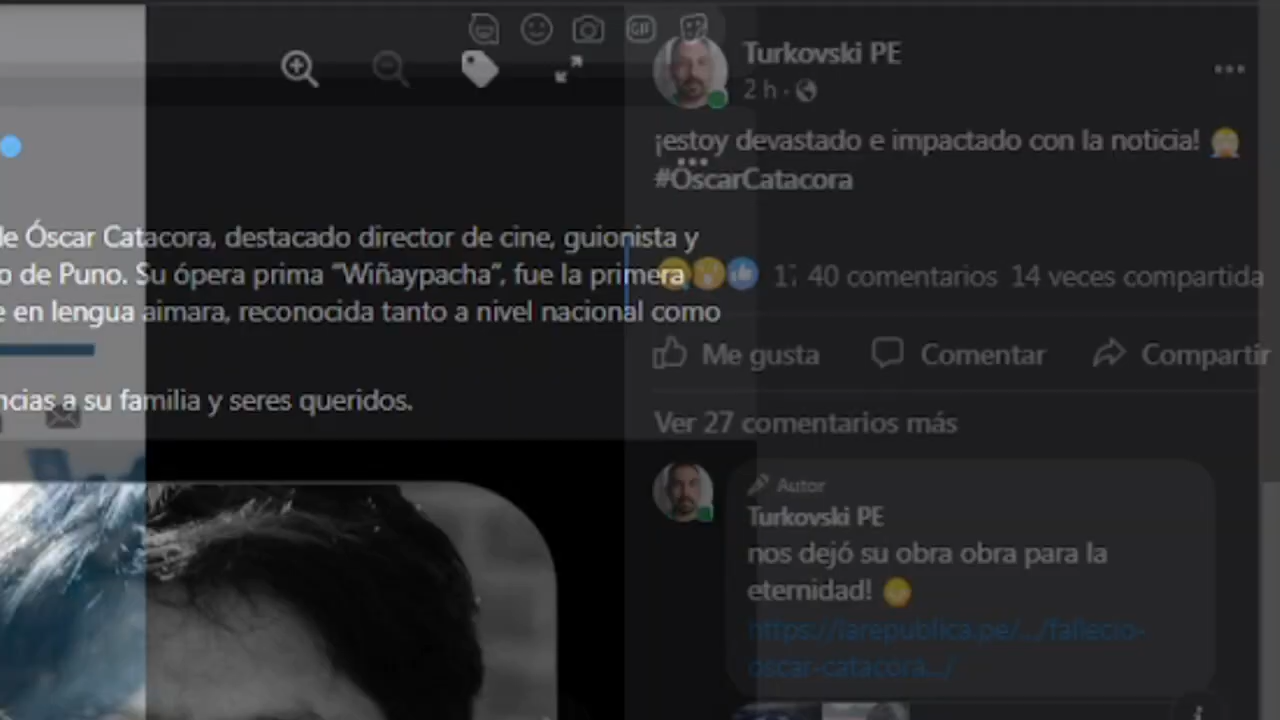 Turkovski PE
2 h
¡estoy devastado e impactado con la noticia!
#ÓscarCatacora
de Óscar Catacora, destacado director de cine, guionista y
o de Puno. Su ópera prima "Wiñaypacha", fue la primera
e en lengua aimara, reconocida tanto a nivel nacional como
ncias a su familia y seres queridos.
40 comentarios 14 veces compartida
Me gusta Comentar Compartir
Ver 27 comentarios más
Autor
Turkovski PE
nos dejó su obra obra para la
eternidad!
https://larepublica.pe/.../fallecio-
oscar-catacora.../
GIF